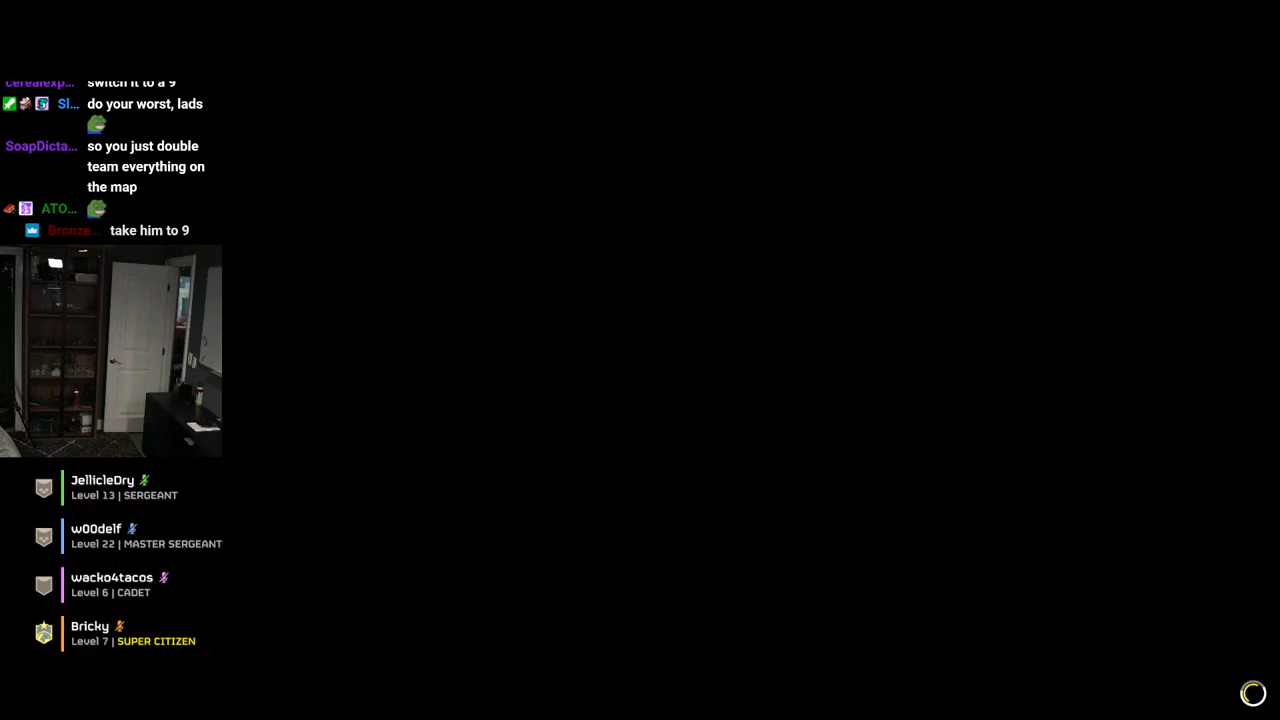 cerealexp... switch it to a 9
Sl... do your worst, lads
SoapDicta... so you just double
team everything on
the map
ATO...
Bronze... take him to 9
JellicleDry
Level 13 | SERGEANT
w00delf
Level 22 | MASTER SERGEANT
wacko4tacos
Level 6 | CADET
Bricky
Level 7 | SUPER CITIZEN